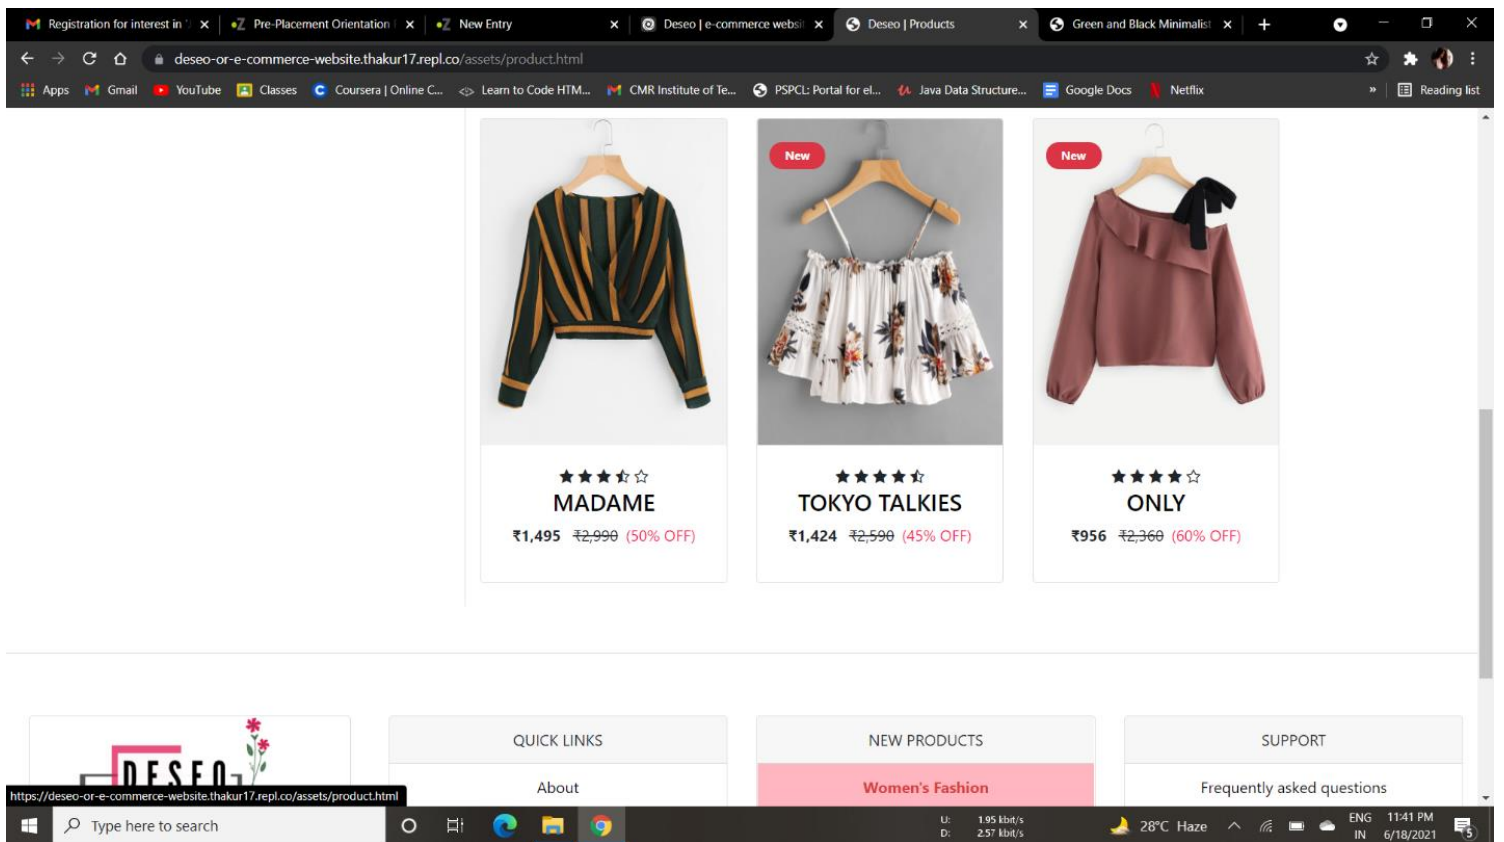 Registration for interest in '
Pre-Placement Orientation
New Entry
Deseo | e-commerce websi
Deseo | Products
Green and Black Minimalist
deseo-or-e-commerce-website.thakur17.repl.co/assets/product.html
Apps Gmail YouTube Classes Coursera | Online C... Learn to Code HTM... CMR Institute of Te... PSPCL: Portal for el... Java Data Structure... Google Docs Netflix » Reading list
New
New
MADAME
₹1,495 ₹2,990 (50% OFF)
TOKYO TALKIES
₹1,424 ₹2,590 (45% OFF)
ONLY
₹956 ₹2,360 (60% OFF)
DESEO
QUICK LINKS
About
NEW PRODUCTS
Women's Fashion
SUPPORT
Frequently asked questions
https://deseo-or-e-commerce-website.thakur17.repl.co/assets/product.html
Type here to search
U: 1.95 kbit/s
D: 2.57 kbit/s
28°C Haze
ENG
IN
11:41 PM
6/18/2021
5